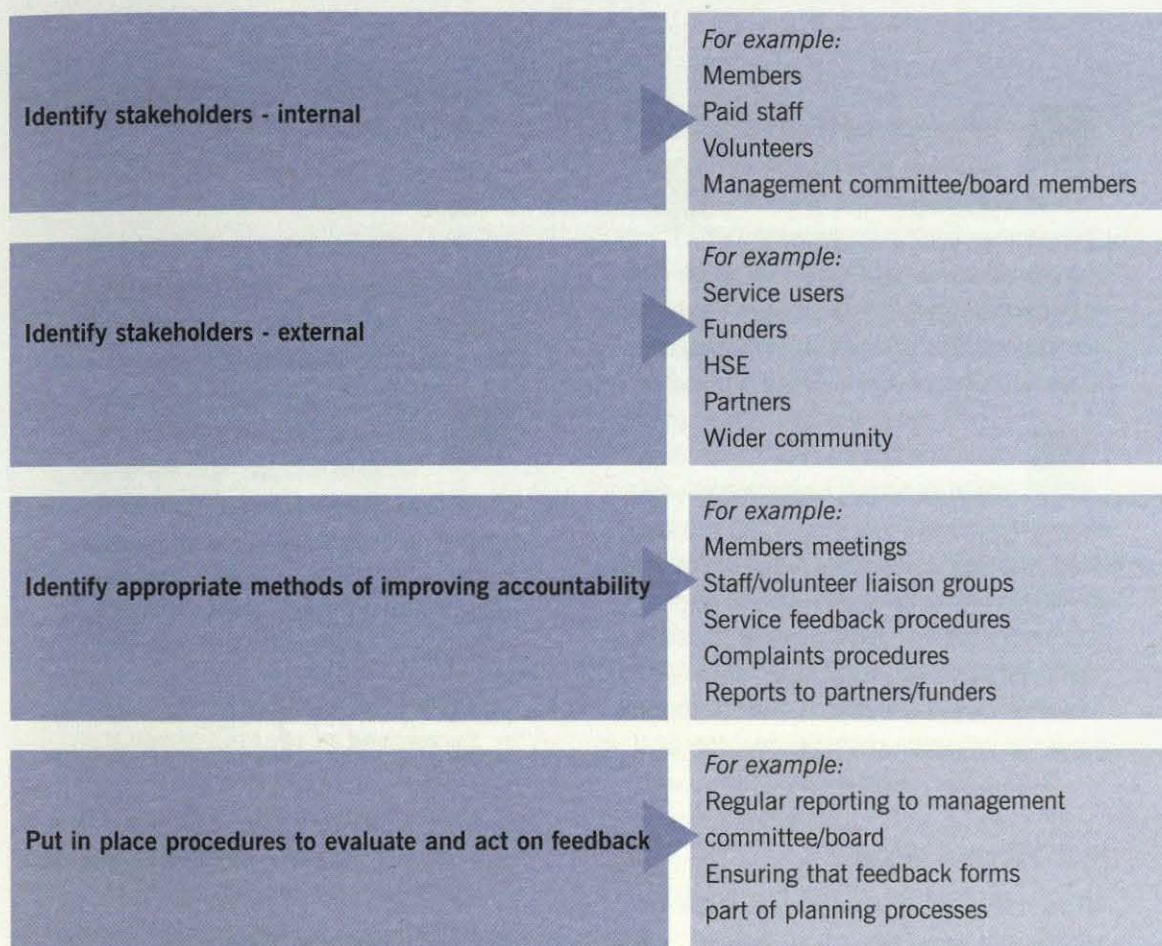 Identify stakeholders - internal
For example:
Members
Paid staff
Volunteers
Management committee/board members
Identify stakeholders - external
For example:
Service users
Funders
HSE
Partners
Wider community
Identify appropriate methods of improving accountability
For example:
Members meetings
Staff/volunteer liaison groups
Service feedback procedures
Complaints procedures
Reports to partners/funders
Put in place procedures to evaluate and act on feedback
For example:
Regular reporting to management
committee/board
Ensuring that feedback forms
part of planning processes